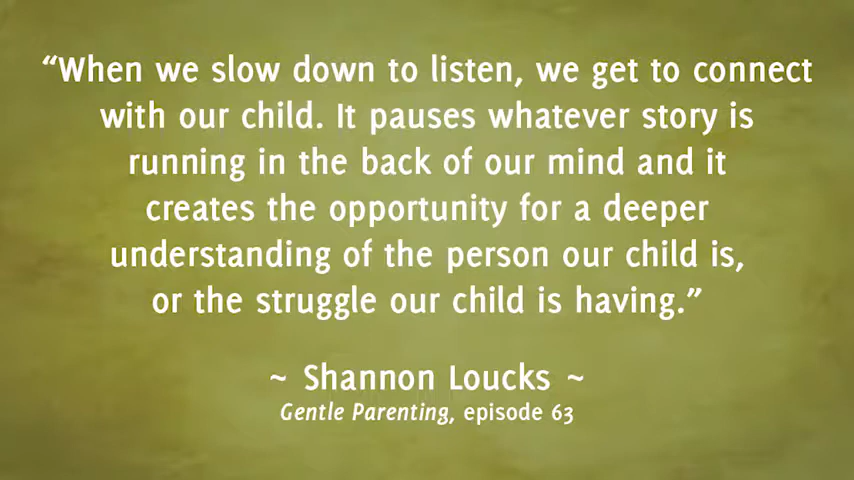 “When we slow down to listen, we get to connect
with our child. It pauses whatever story is
running in the back of our mind and it
creates the opportunity for a deeper
understanding of the person our child is,
or the struggle our child is having.”
~ Shannon Loucks ~
Gentle Parenting, episode 63